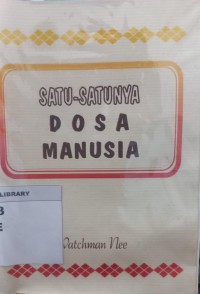 SATU-SATUNYA
DOSA
MANUSIA
LIBRARY
Watchman Nee